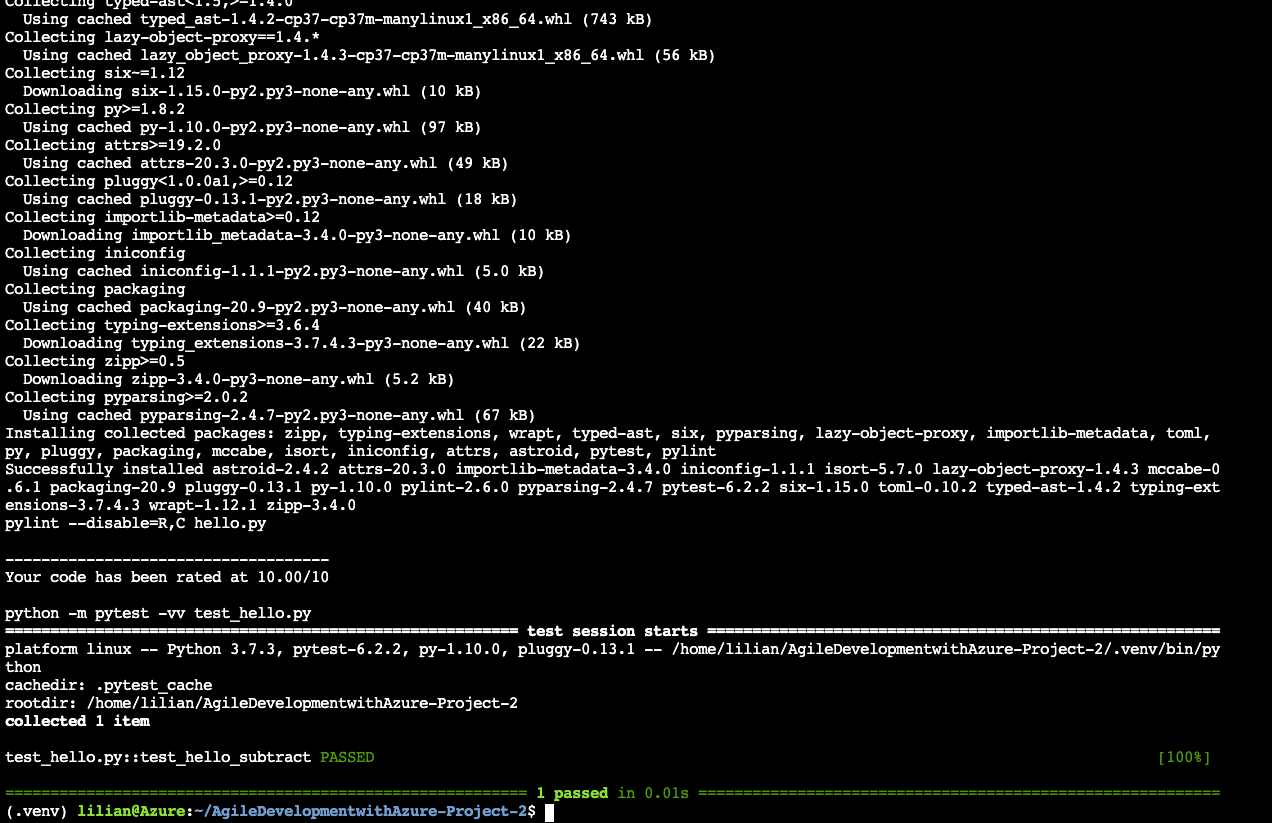 Collecting typed-ast<1.5,>=1.4.0
  Using cached typed_ast-1.4.2-cp37-cp37m-manylinux1_x86_64.whl (743 kB)
Collecting lazy-object-proxy==1.4.*
  Using cached lazy_object_proxy-1.4.3-cp37-cp37m-manylinux1_x86_64.whl (56 kB)
Collecting six~=1.12
  Downloading six-1.15.0-py2.py3-none-any.whl (10 kB)
Collecting py>=1.8.2
  Using cached py-1.10.0-py2.py3-none-any.whl (97 kB)
Collecting attrs>=19.2.0
  Using cached attrs-20.3.0-py2.py3-none-any.whl (49 kB)
Collecting pluggy<1.0.0a1,>=0.12
  Using cached pluggy-0.13.1-py2.py3-none-any.whl (18 kB)
Collecting importlib-metadata>=0.12
  Downloading importlib_metadata-3.4.0-py3-none-any.whl (10 kB)
Collecting iniconfig
  Using cached iniconfig-1.1.1-py2.py3-none-any.whl (5.0 kB)
Collecting packaging
  Using cached packaging-20.9-py2.py3-none-any.whl (40 kB)
Collecting typing-extensions>=3.6.4
  Downloading typing_extensions-3.7.4.3-py3-none-any.whl (22 kB)
Collecting zipp>=0.5
  Downloading zipp-3.4.0-py3-none-any.whl (5.2 kB)
Collecting pyparsing>=2.0.2
  Using cached pyparsing-2.4.7-py2.py3-none-any.whl (67 kB)
Installing collected packages: zipp, typing-extensions, wrapt, typed-ast, six, pyparsing, lazy-object-proxy, importlib-metadata, toml,
py, pluggy, packaging, mccabe, isort, iniconfig, attrs, astroid, pytest, pylint
Successfully installed astroid-2.4.2 attrs-20.3.0 importlib-metadata-3.4.0 iniconfig-1.1.1 isort-5.7.0 lazy-object-proxy-1.4.3 mccabe-0
.6.1 packaging-20.9 pluggy-0.13.1 py-1.10.0 pylint-2.6.0 pyparsing-2.4.7 pytest-6.2.2 six-1.15.0 toml-0.10.2 typed-ast-1.4.2 typing-ext
ensions-3.7.4.3 wrapt-1.12.1 zipp-3.4.0
pylint --disable=R,C hello.py
------------------------------------
Your code has been rated at 10.00/10
python -m pytest -vv test_hello.py
========================================================= test session starts =========================================================
platform linux -- Python 3.7.3, pytest-6.2.2, py-1.10.0, pluggy-0.13.1 -- /home/lilian/AgileDevelopmentwithAzure-Project-2/.venv/bin/py
thon
cachedir: .pytest_cache
rootdir: /home/lilian/AgileDevelopmentwithAzure-Project-2
collected 1 item
test_hello.py::test_hello_subtract PASSED [100%]
========================================================== 1 passed in 0.01s ==========================================================
(.venv) lilian@Azure:~/AgileDevelopmentwithAzure-Project-2$